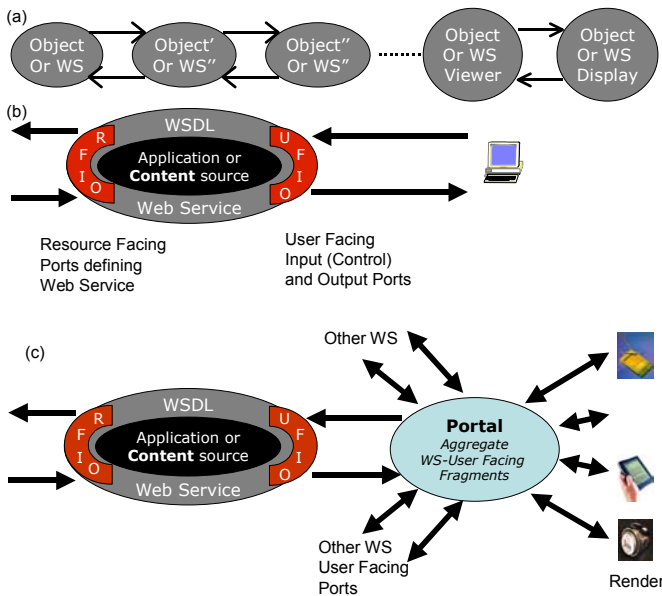 (a)
Object
Or WS
Object'
Or WS''
Object''
Or WS"
Object
Or WS
Viewer
Object
Or WS
Display
(b)
WSDL
R
F
I
O
Application or
Content source
U
F
I
O
Web Service
Resource Facing
Ports defining
Web Service
User Facing
Input (Control)
and Output Ports
(c)
Other WS
WSDL
R
F
I
O
Application or
Content source
U
F
I
O
Web Service
Portal
Aggregate
WS-User Facing
Fragments
Other WS
User Facing
Ports
Render